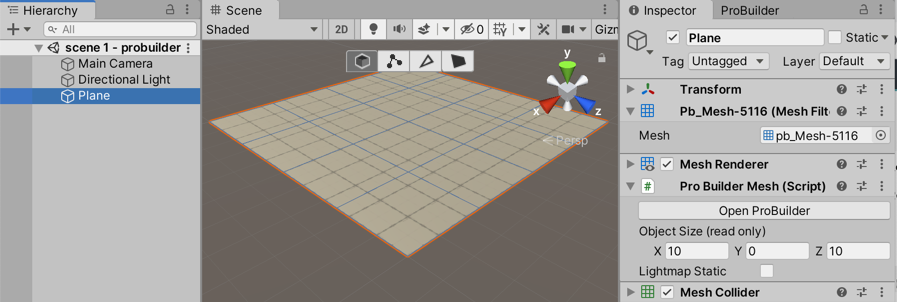 Hierarchy
All
scene 1 - probuilder
Main Camera
Directional Light
Plane
Scene
Shaded
2D
0
Gizn
y
x
z
Persp
Inspector
ProBuilder
Plane
Static
Tag Untagged Layer Default
Transform
Pb_Mesh-5116 (Mesh Filt
Mesh pb_Mesh-5116
Mesh Renderer
# Pro Builder Mesh (Script)
Open ProBuilder
Object Size (read only)
X 10 Y 0 Z 10
Lightmap Static
Mesh Collider